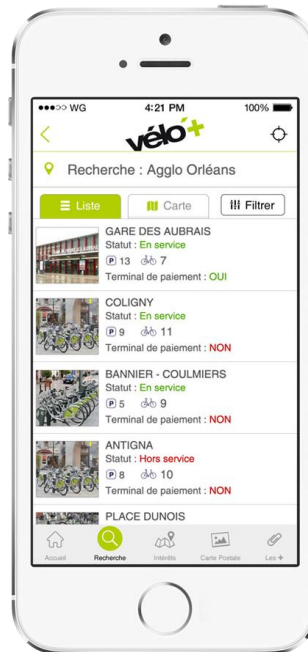 WG 4:21 PM 100%
vélo'+
Recherche : Agglo Orléans
Liste Carte Filtrer
GARE DES AUBRAIS
Statut : En service
P 13 7
Terminal de paiement : OUI
COLIGNY
Statut : En service
P 9 11
Terminal de paiement : NON
BANNIER - COULMIERS
Statut : En service
P 5 9
Terminal de paiement : NON
ANTIGNA
Statut : Hors service
P 8 10
Terminal de paiement : NON
PLACE DUNOIS
Accueil Recherche Intérêts Carte Postale Les +